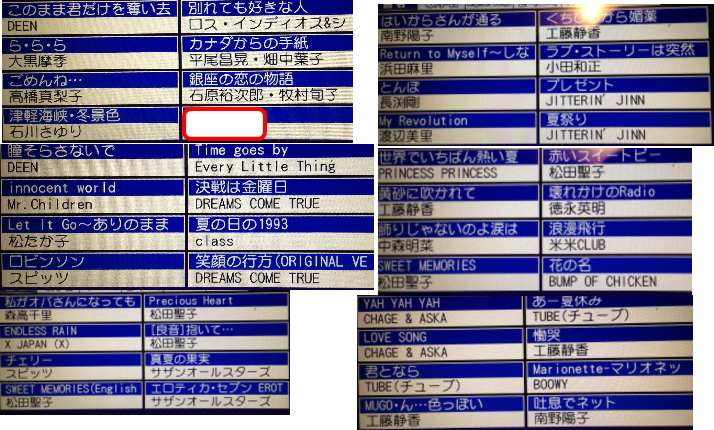 このまま君だけを奪い去
DEEN
ら・ら・ら
大黒摩季
ごめんね…
高橋真梨子
津軽海峡・冬景色
石川さゆり
別れても好きな人
ロス・インディオス&シ
カナダからの手紙
平尾昌晃・畑中葉子
銀座の恋の物語
石原裕次郎・牧村旬子
瞳そらさないで
DEEN
innocent world
Mr.Children
Let It Go～ありのまま
松たか子
ロビンソン
スピッツ
Time goes by
Every Little Thing
決戦は金曜日
DREAMS COME TRUE
夏の日の1993
class
笑顔の行方(ORIGINAL VE
DREAMS COME TRUE
私がオバさんになっても
森高千里
ENDLESS RAIN
X JAPAN (X)
チェリー
スピッツ
SWEET MEMORIES(English
松田聖子
Precious Heart
松田聖子
[良音]抱いて…
松田聖子
真夏の果実
サザンオールスターズ
エロティカ・セブン EROT
サザンオールスターズ
はいからさんが通る
南野陽子
Return to Myself～しな
浜田麻里
とんぼ
長渕剛
My Revolution
渡辺美里
くちびるから媚薬
工藤静香
ラブ・ストーリーは突然
小田和正
プレゼント
JITTERIN' JINN
夏祭り
JITTERIN' JINN
世界でいちばん熱い夏
PRINCESS PRINCESS
黄砂に吹かれて
工藤静香
飾りじゃないのよ涙は
中森明菜
SWEET MEMORIES
松田聖子
赤いスイートピー
松田聖子
壊れかけのRadio
徳永英明
浪漫飛行
米米CLUB
花の名
BUMP OF CHICKEN
YAH YAH YAH
CHAGE & ASKA
LOVE SONG
CHAGE & ASKA
君となら
TUBE(チューブ)
MUGO・ん…色っぽい
工藤静香
あー夏休み
TUBE(チューブ)
慟哭
工藤静香
Marionette-マリオネッ
BOOWY
吐息でネット
南野陽子